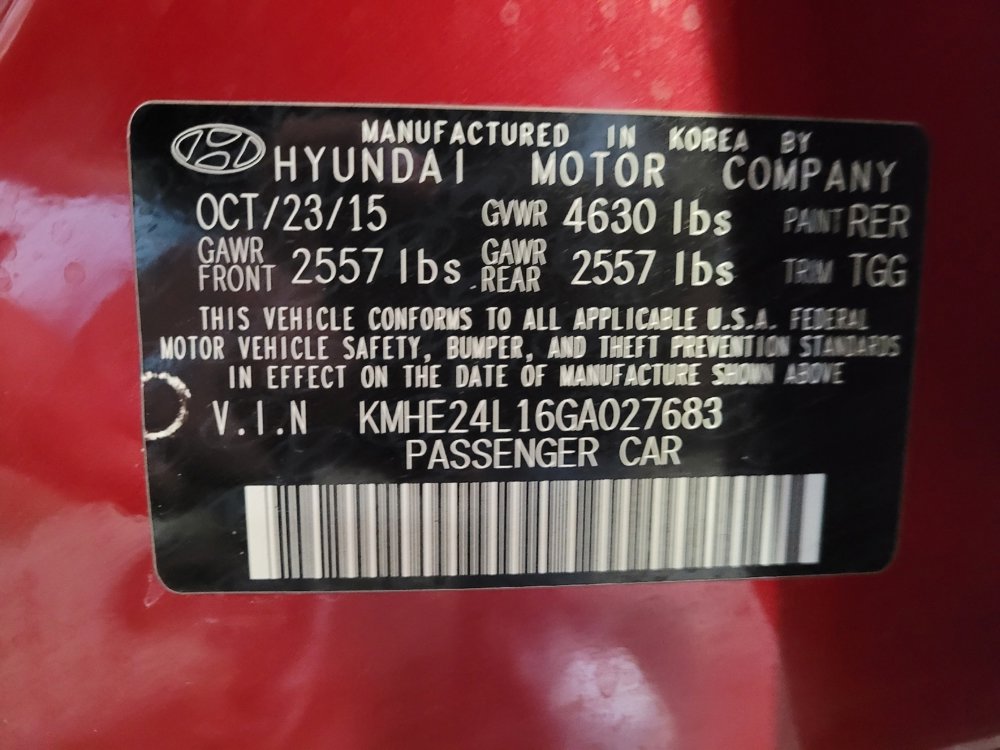 MANUFACTURED IN KOREA BY
HYUNDAI MOTOR COMPANY
OCT/23/15 GVWR 4630 lbs PAINT RER
GAWR FRONT 2557 lbs GAWR REAR 2557 lbs TRIM TGG
THIS VEHICLE CONFORMS TO ALL APPLICABLE U.S.A. FEDERAL
MOTOR VEHICLE SAFETY, BUMPER, AND THEFT PREVENTION STANDARDS
IN EFFECT ON THE DATE OF MANUFACTURE SHOWN ABOVE
V.I.N KMHE24L16GA027683
PASSENGER CAR